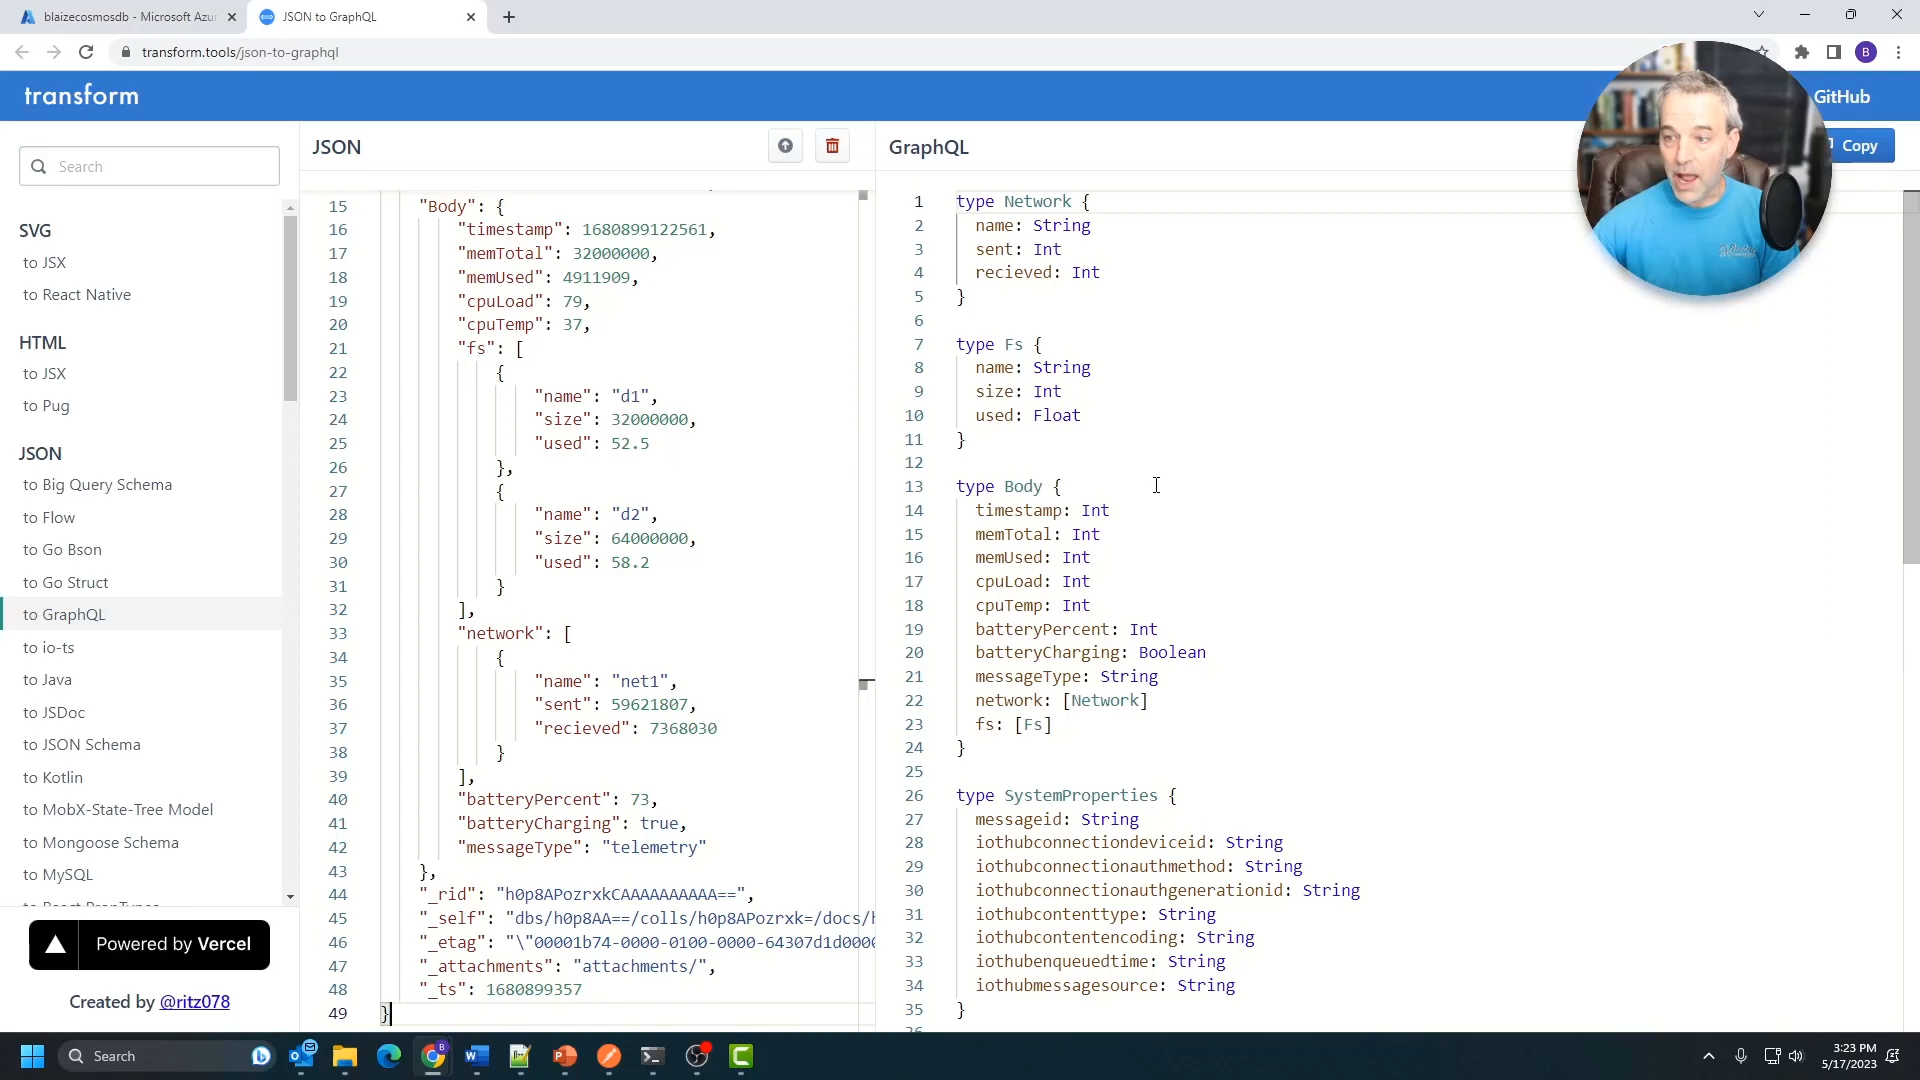 blaizecosmosdb - Microsoft Azur
JSON to GraphQL
transform.tools/json-to-graphql
B
transform
GitHub
Search
SVG
to JSX
to React Native
HTML
to JSX
to Pug
JSON
to Big Query Schema
to Flow
to Go Bson
to Go Struct
to GraphQL
to io-ts
to Java
to JSDoc
to JSON Schema
to Kotlin
to MobX-State-Tree Model
to Mongoose Schema
to MySQL
Powered by Vercel
Created by @ritz078
JSON
15 "Body": {
16 "timestamp": 1680899122561,
17 "memTotal": 32000000,
18 "memUsed": 4911909,
19 "cpuLoad": 79,
20 "cpuTemp": 37,
21 "fs": [
22 {
23 "name": "d1",
24 "size": 32000000,
25 "used": 52.5
26 },
27 {
28 "name": "d2",
29 "size": 64000000,
30 "used": 58.2
31 }
32 ],
33 "network": [
34 {
35 "name": "net1",
36 "sent": 59621807,
37 "recieved": 7368030
38 }
39 ],
40 "batteryPercent": 73,
41 "batteryCharging": true,
42 "messageType": "telemetry"
43 },
44 "_rid": "h0p8APozrxkCAAAAAAAAAA==",
45 "_self": "dbs/h0p8AA==/colls/h0p8APozrxk=/docs/h
46 "_etag": "\"00001b74-0000-0100-0000-64307d1d0000
47 "_attachments": "attachments/",
48 "_ts": 1680899357
49 }
GraphQL
Copy
1 type Network {
2 name: String
3 sent: Int
4 recieved: Int
5 }
6
7 type Fs {
8 name: String
9 size: Int
10 used: Float
11 }
12
13 type Body {
14 timestamp: Int
15 memTotal: Int
16 memUsed: Int
17 cpuLoad: Int
18 cpuTemp: Int
19 batteryPercent: Int
20 batteryCharging: Boolean
21 messageType: String
22 network: [Network]
23 fs: [Fs]
24 }
25
26 type SystemProperties {
27 messageid: String
28 iothubconnectiondeviceid: String
29 iothubconnectionauthmethod: String
30 iothubconnectionauthgenerationid: String
31 iothubcontenttype: String
32 iothubcontentencoding: String
33 iothubenqueuedtime: String
34 iothubmessagesource: String
35 }
Search
3:23 PM
5/17/2023